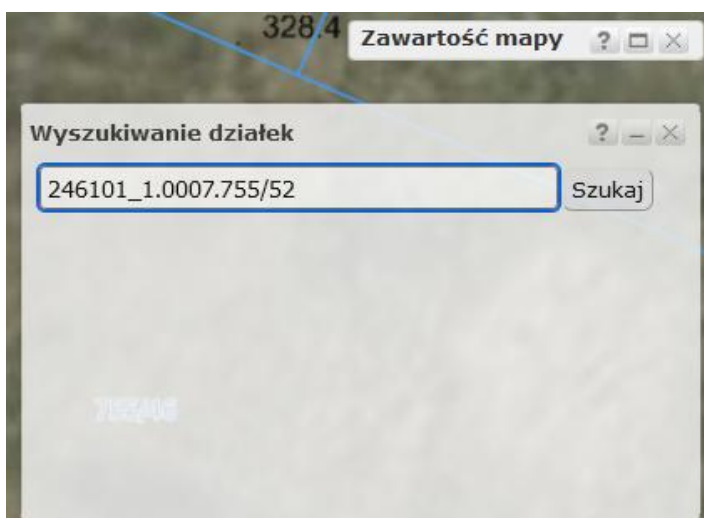 328.4
Zawartość mapy ?
Wyszukiwanie działek ?
246101_1.0007.755/52 Szukaj